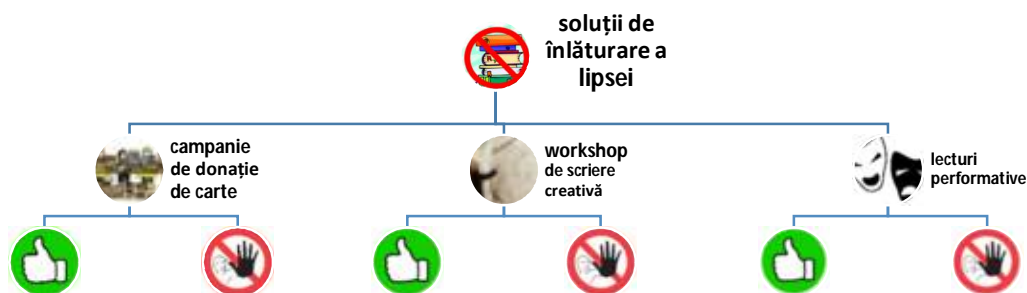 soluții de
înlăturare a
lipsei
campanie
de donație
de carte
workshop
de scriere
creativă
lecturi
performative